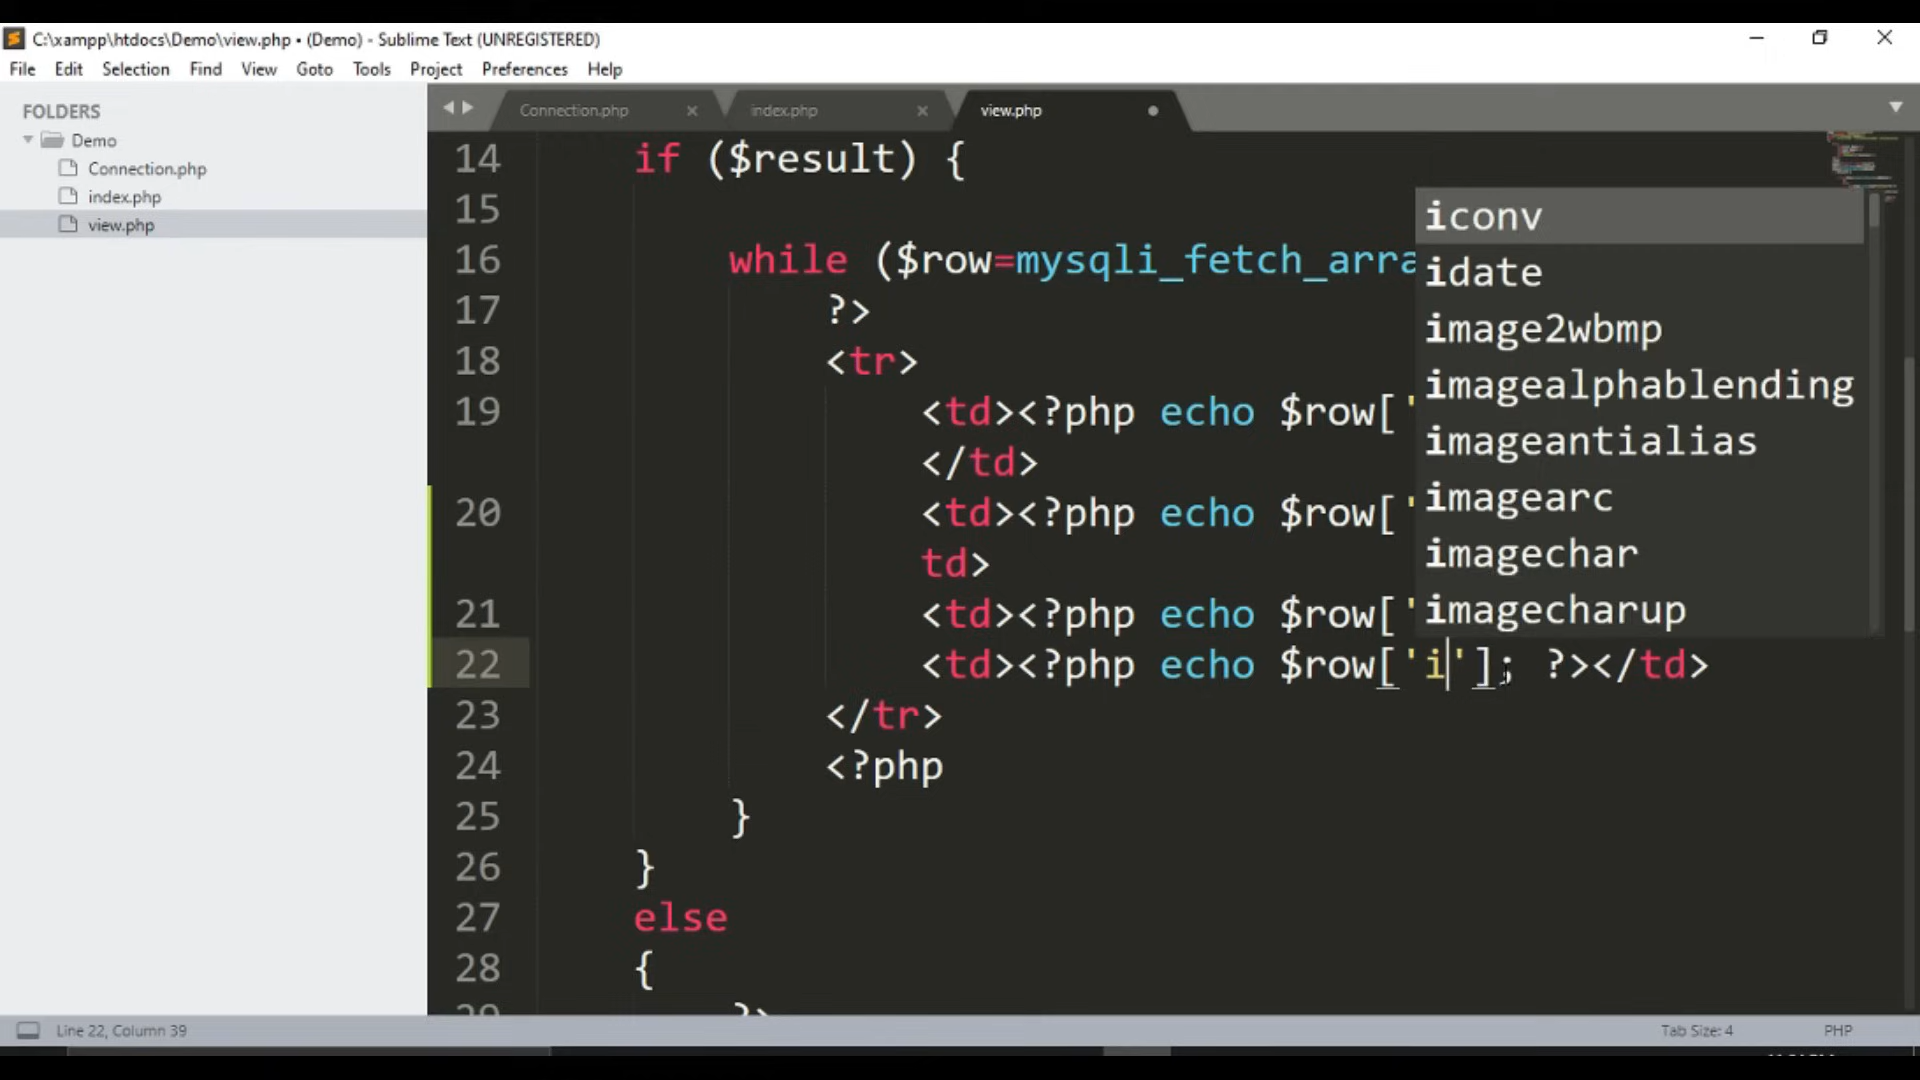 C:\xampp\htdocs\Demo\view.php • (Demo) - Sublime Text (UNREGISTERED)
File Edit Selection Find View Goto Tools Project Preferences Help
FOLDERS
Demo
Connection.php
index.php
view.php
Connection.php index.php view.php
14 if ($result) {
15
16 while ($row=mysqli_fetch_arra
17 ?>
18 <tr>
19 <td><?php echo $row['
</td>
20 <td><?php echo $row['
td>
21 <td><?php echo $row['
22 <td><?php echo $row['i']; ?></td>
23 </tr>
24 <?php
25 }
26 }
27 else
28 {
29 ?>
iconv
idate
image2wbmp
imagealphablending
imageantialias
imagearc
imagechar
imagecharup
Line 22, Column 39
Tab Size: 4
PHP